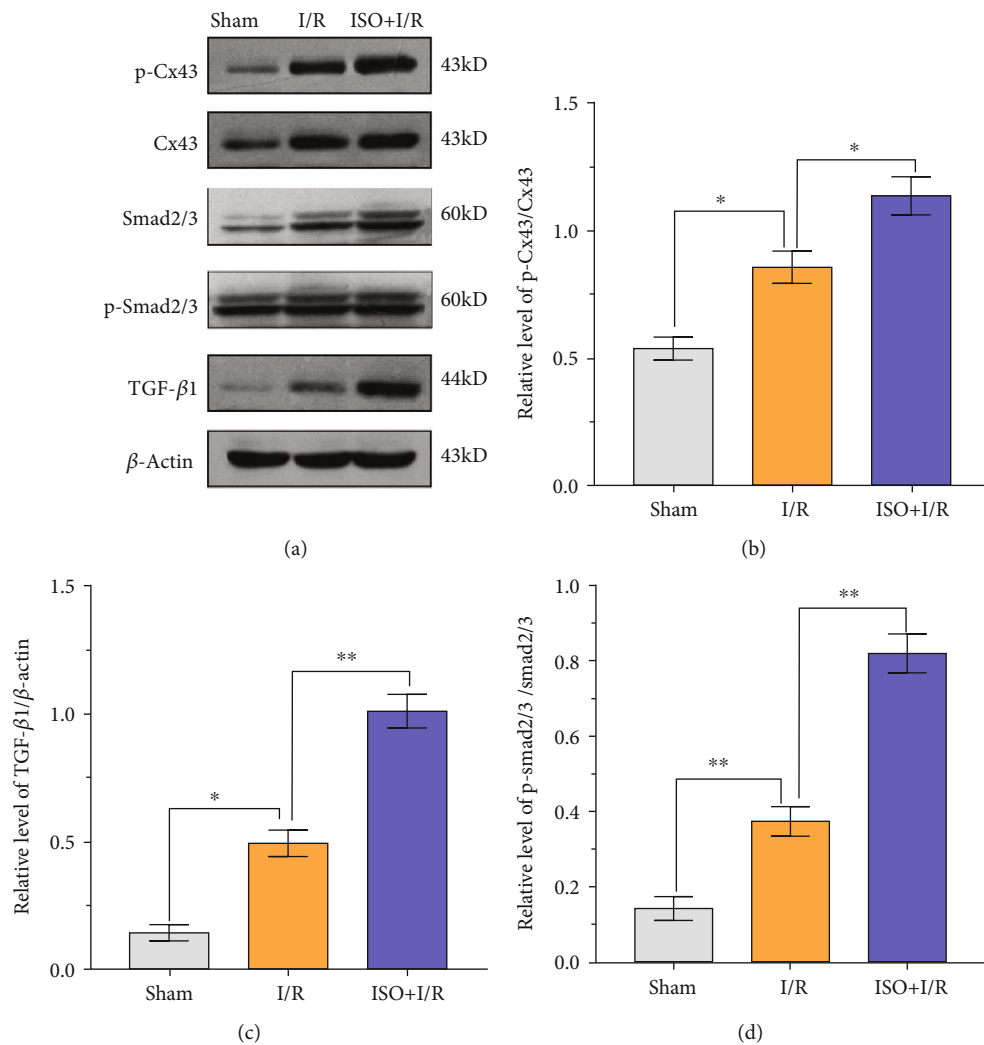 Sham I/R ISO+I/R
p-Cx43 43kD
Cx43 43kD
Smad2/3 60kD
p-Smad2/3 60kD
TGF-β1 44kD
β-Actin 43kD
(a)
Relative level of p-Cx43/Cx43
1.5
1.0
0.5
0.0
*
*
Sham I/R ISO+I/R
(b)
Relative level of TGF-β1/β-actin
1.5
1.0
0.5
0.0
*
**
Sham I/R ISO+I/R
(c)
Relative level of p-smad2/3 /smad2/3
1.0
0.8
0.6
0.4
0.2
0.0
**
**
Sham I/R ISO+I/R
(d)